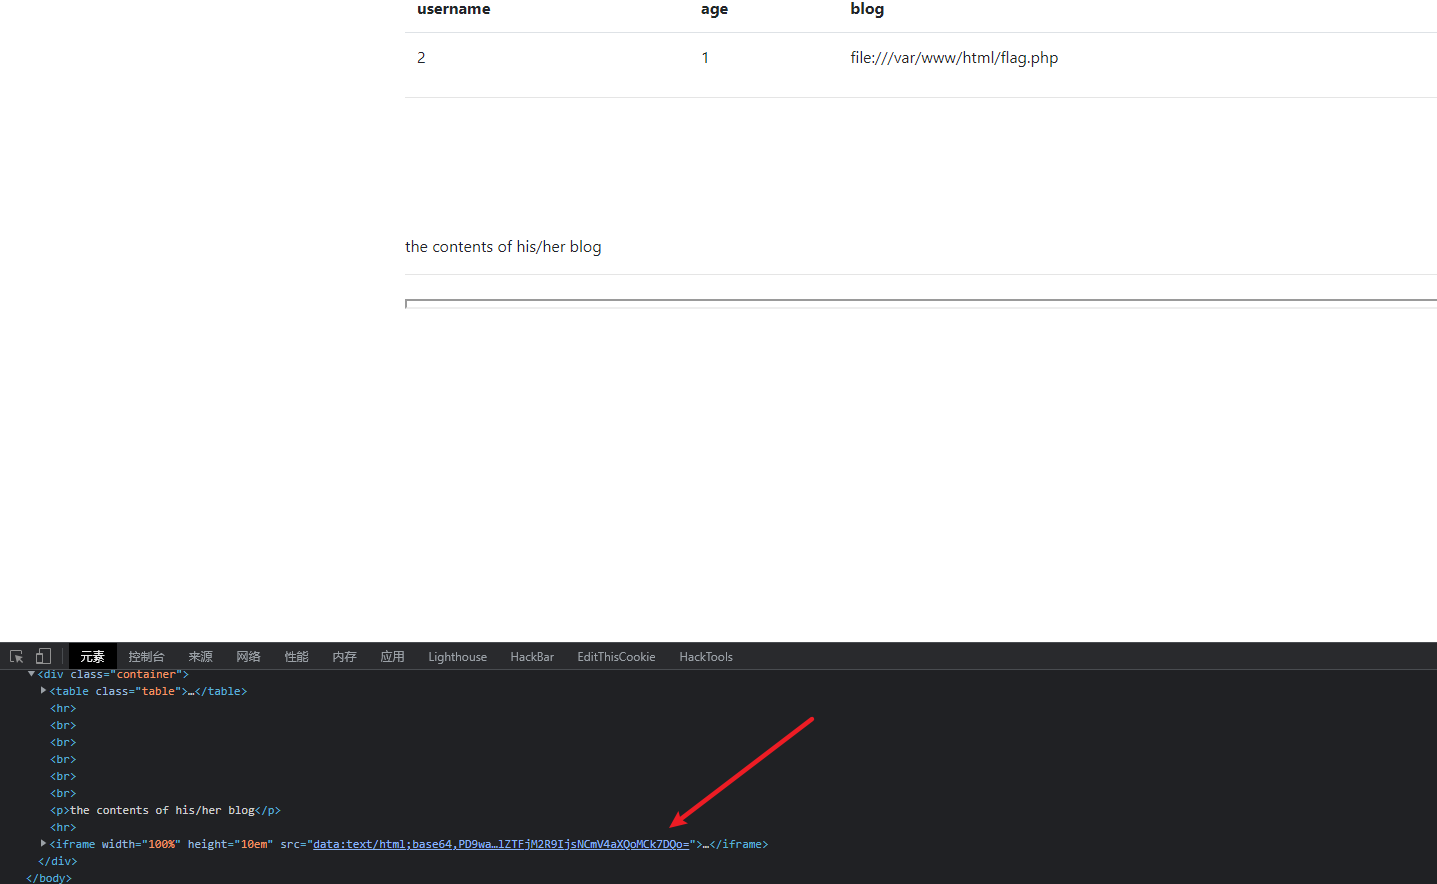 username age blog
2 1 file:///var/www/html/flag.php
the contents of his/her blog
元素 控制台 来源 网络 性能 内存 应用 Lighthouse HackBar EditThisCookie HackTools
▼<div class="container">
▶<table class="table">…</table>
<hr>
<br>
<br>
<br>
<br>
<br>
<p>the contents of his/her blog</p>
<hr>
▶<iframe width="100%" height="10em" src="data:text/html;base64,PD9wa…lZTFjM2R9IjsNCmV4aXQoMCk7DQo=">…</iframe>
</div>
</body>